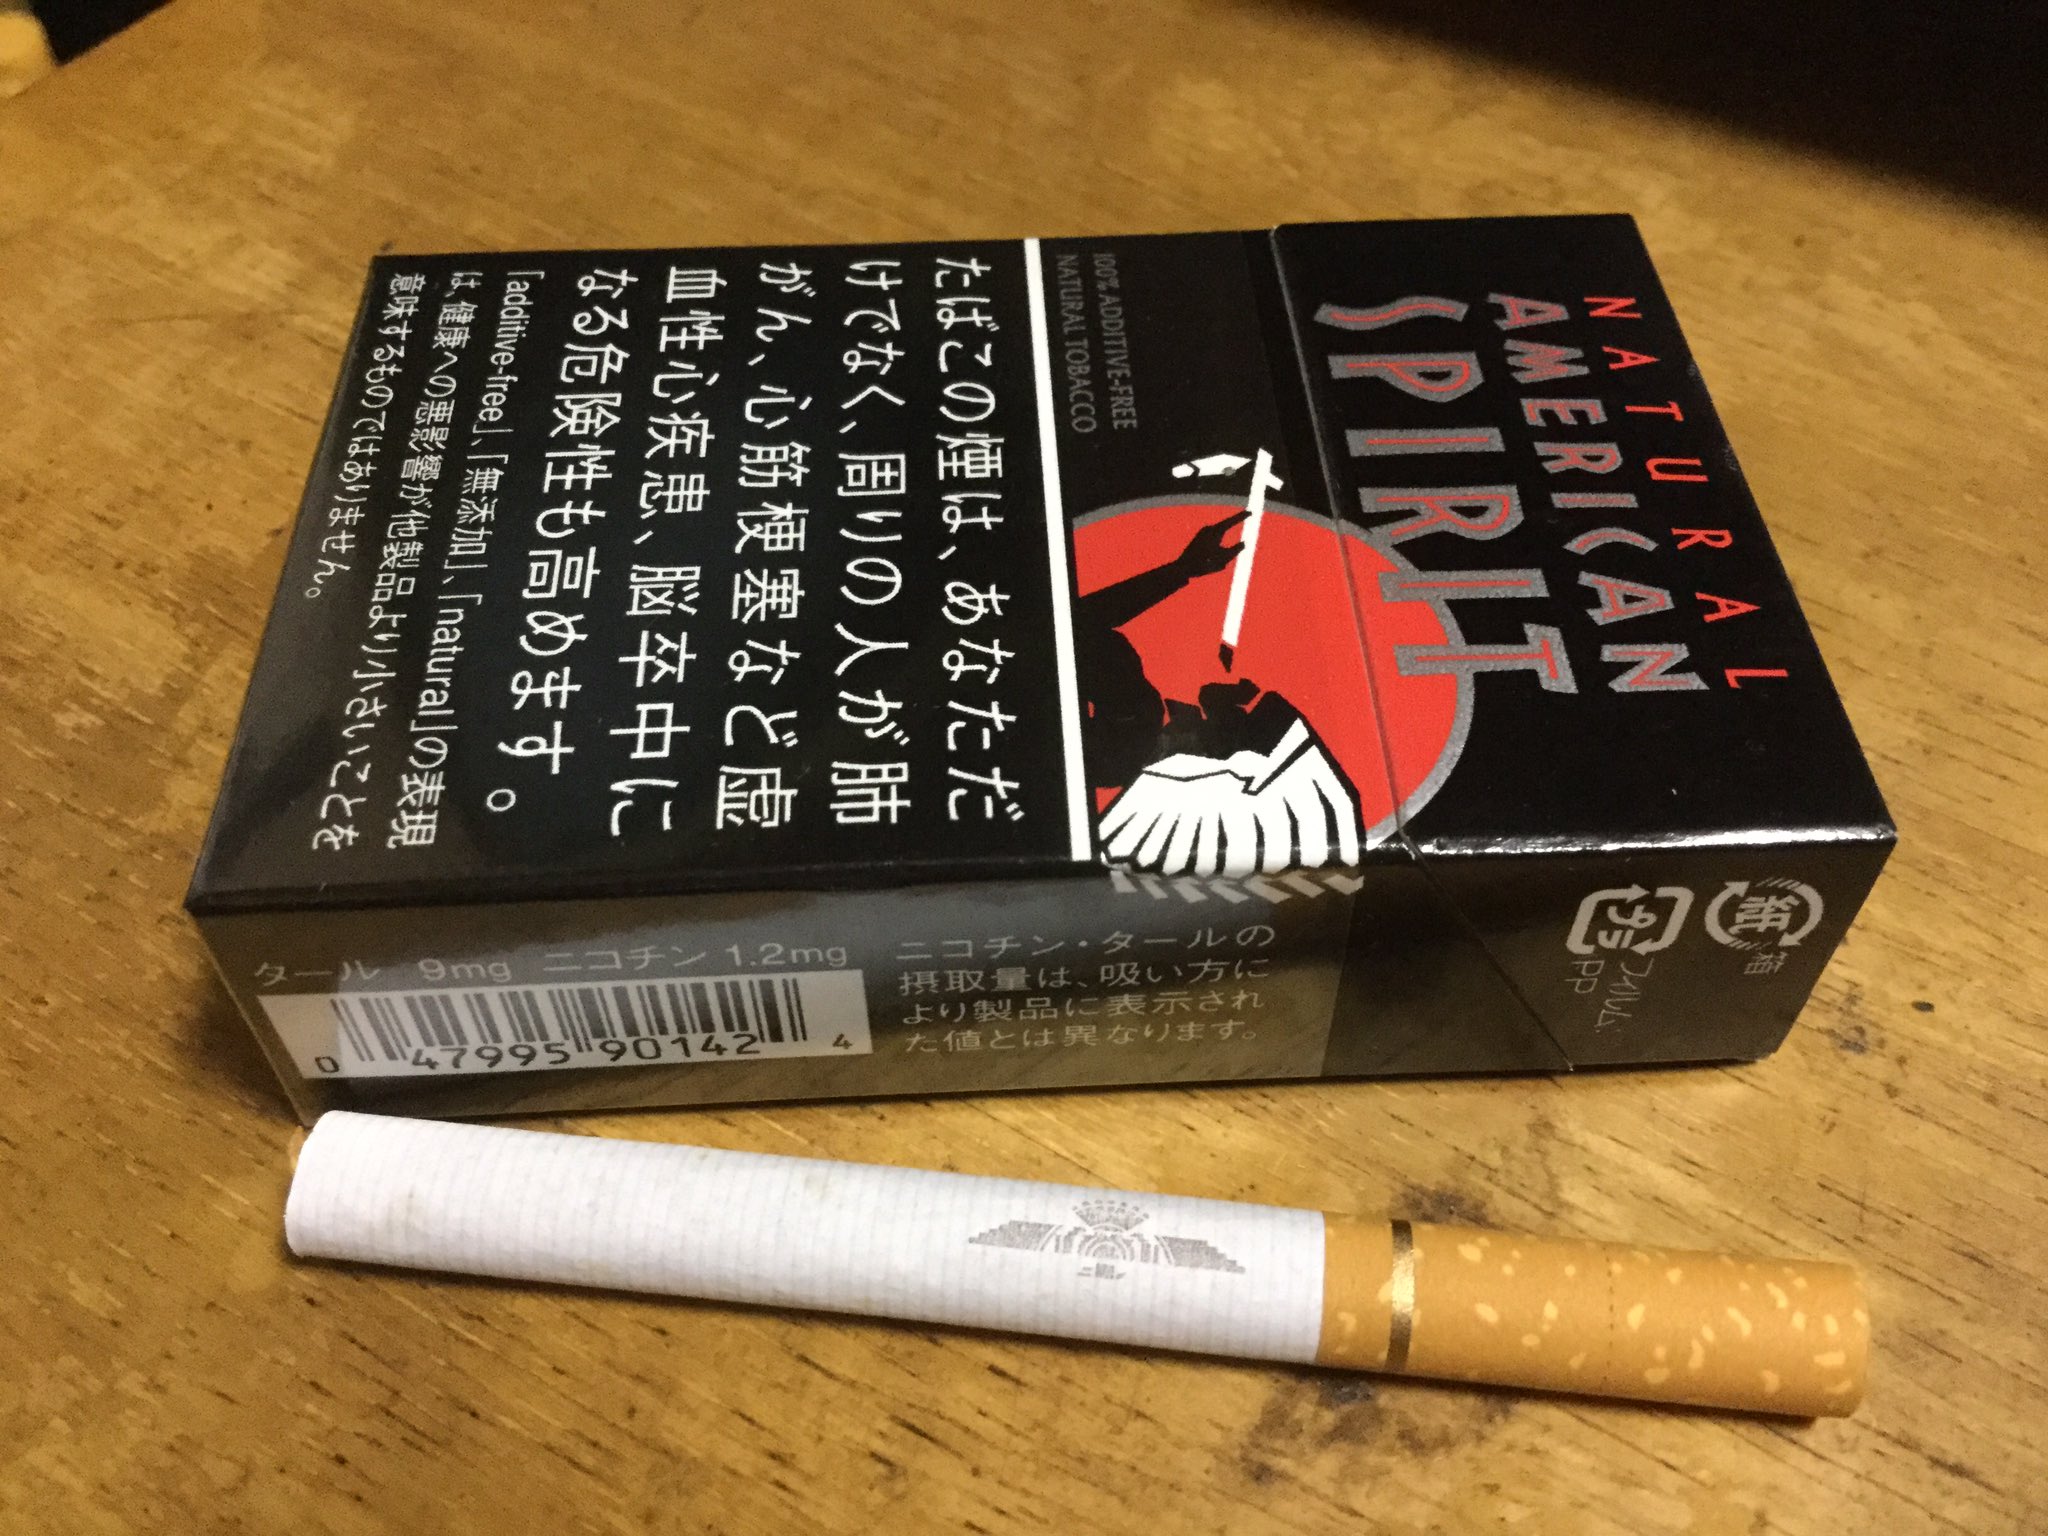 NATURAL
AMERICAN
SPIRIT
100% ADDITIVE-FREE
NATURAL TOBACCO
たばこの煙は、あなただ
けでなく、周りの人が肺
がん、心筋梗塞など虚
血性心疾患、脳卒中に
なる危険性も高めます。
「additive-free」、「無添加」、「natural」の表現
は、健康への悪影響が他製品より小さいことを
意味するものではありません。
タール 9mg ニコチン 1.2mg
0 47995 90142 4
ニコチン・タールの
摂取量は、吸い方に
より製品に表示され
た値とは異なります。
紙
箱
プラ
フィルム:
PP